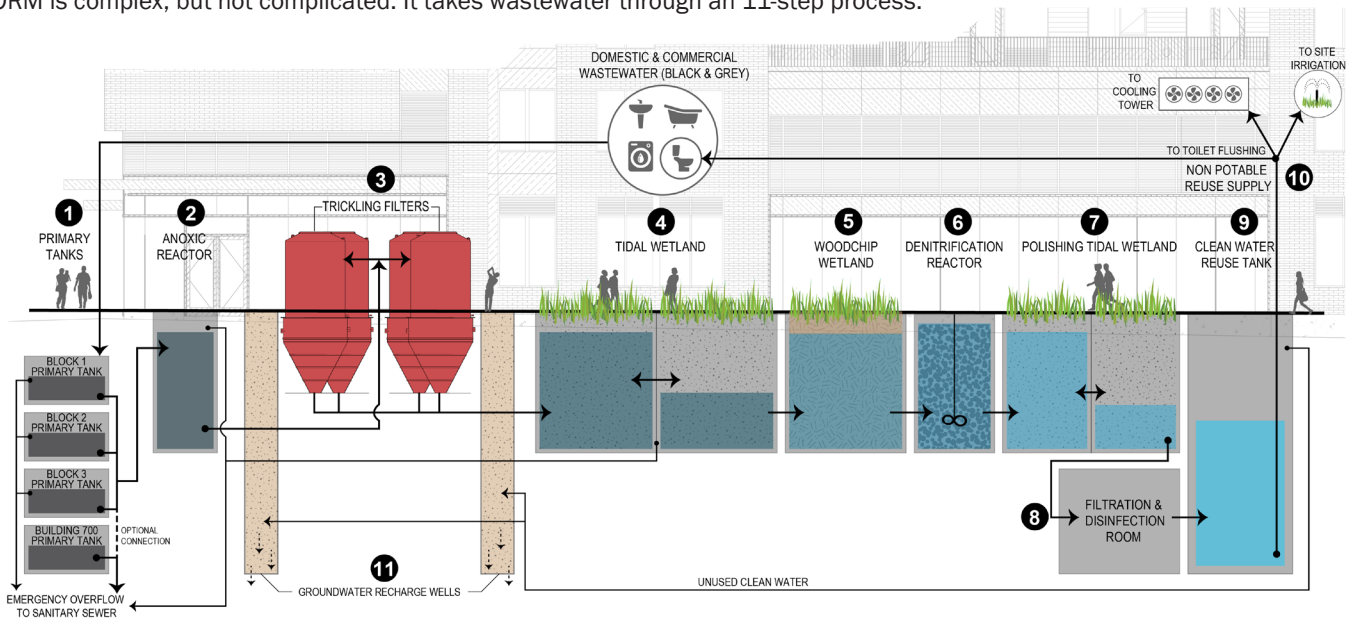 ORM is complex, but not complicated. It takes wastewater through an 11-step process.
DOMESTIC & COMMERCIAL
WASTEWATER (BLACK & GREY)
TO
COOLING
TOWER
TO SITE
IRRIGATION
TO TOILET FLUSHING
NON POTABLE
REUSE SUPPLY
10
1
PRIMARY
TANKS
2
ANOXIC
REACTOR
3
TRICKLING FILTERS
4
TIDAL WETLAND
5
WOODCHIP
WETLAND
6
DENITRIFICATION
REACTOR
7
POLISHING TIDAL WETLAND
9
CLEAN WATER
REUSE TANK
BLOCK 1
PRIMARY TANK
BLOCK 2
PRIMARY TANK
BLOCK 3
PRIMARY TANK
BUILDING 700
PRIMARY TANK
OPTIONAL
CONNECTION
EMERGENCY OVERFLOW
TO SANITARY SEWER
11
GROUNDWATER RECHARGE WELLS
8
FILTRATION &
DISINFECTION
ROOM
UNUSED CLEAN WATER